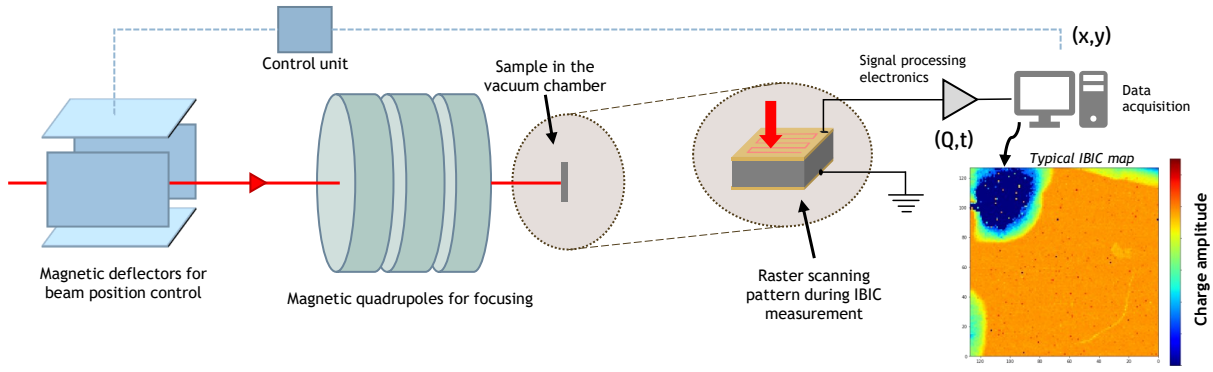 Control unit
(x,y)
Sample in the
vacuum chamber
Signal processing
electronics
Data
acquisition
(Q,t)
Typical IBIC map
Magnetic deflectors for
beam position control
Magnetic quadrupoles for focusing
Raster scanning
pattern during IBIC
measurement
Charge amplitude
120
100
80
60
40
20
0
120
100
80
60
40
20
0